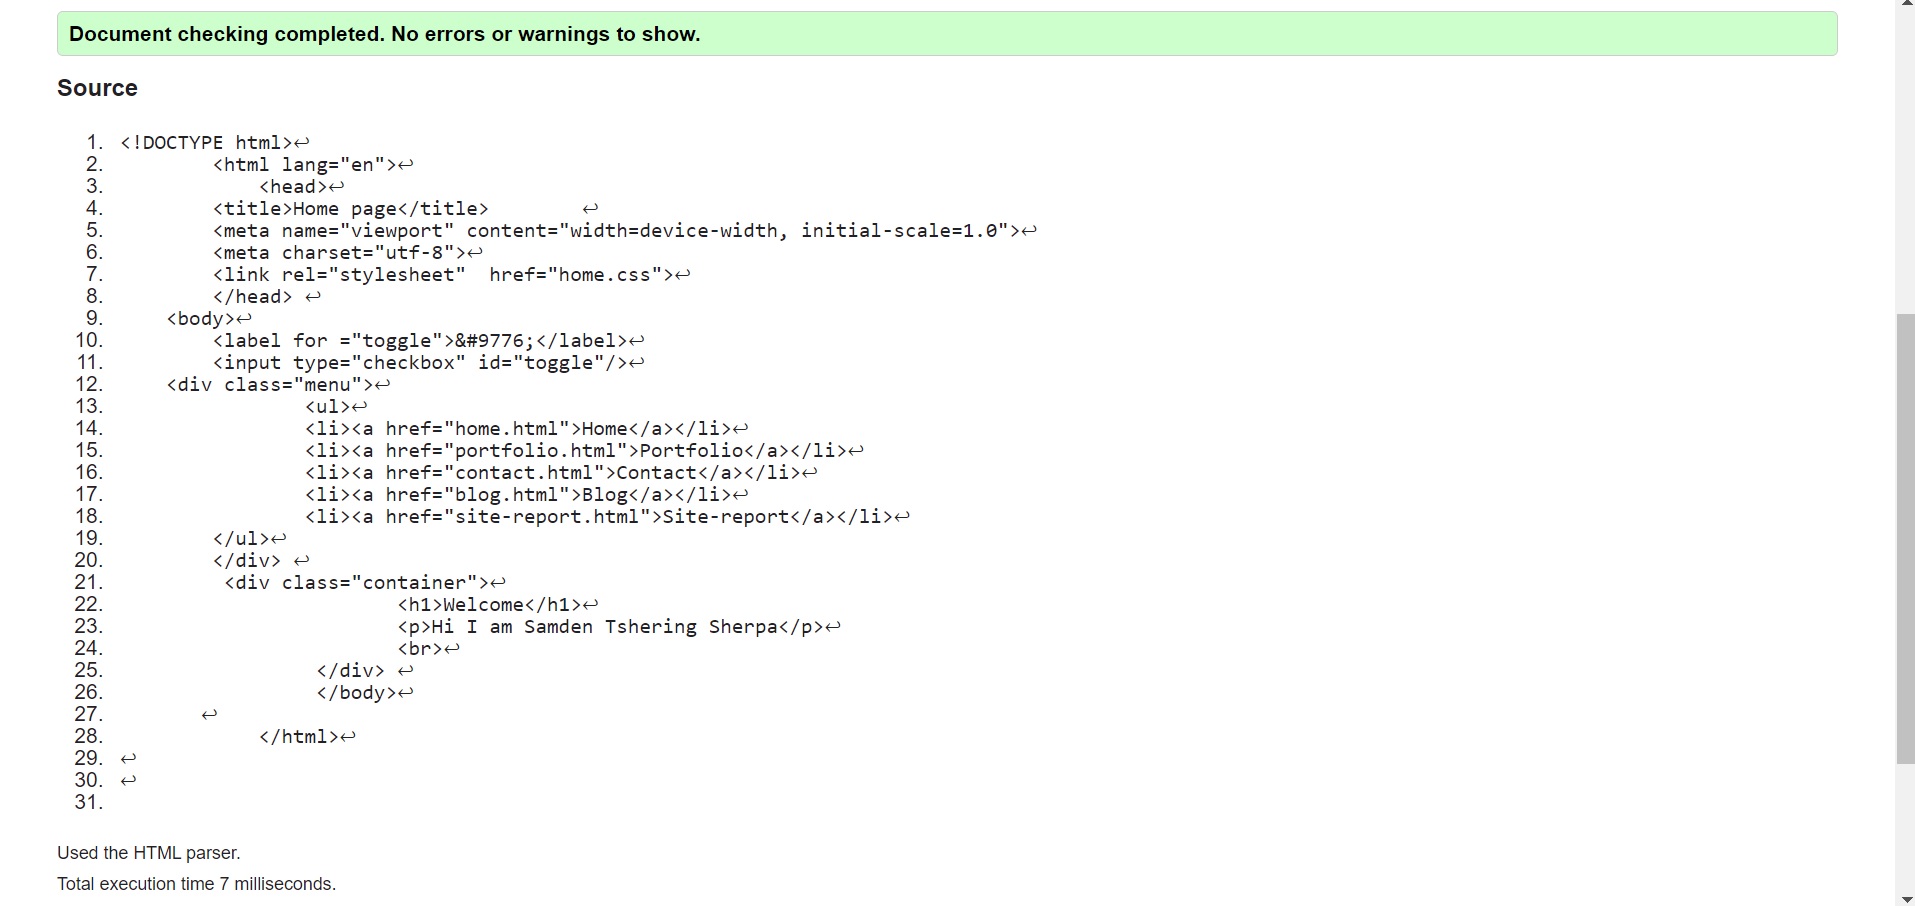 Document checking completed. No errors or warnings to show.
Source
1. <!DOCTYPE html>↩
2.         <html lang="en">↩
3.             <head>↩
4.         <title>Home page</title>        ↩
5.         <meta name="viewport" content="width=device-width, initial-scale=1.0">↩
6.         <meta charset="utf-8">↩
7.         <link rel="stylesheet"  href="home.css">↩
8.         </head> ↩
9.     <body>↩
10.         <label for ="toggle">&#9776;</label>↩
11.         <input type="checkbox" id="toggle"/>↩
12.     <div class="menu">↩
13.                 <ul>↩
14.                 <li><a href="home.html">Home</a></li>↩
15.                 <li><a href="portfolio.html">Portfolio</a></li>↩
16.                 <li><a href="contact.html">Contact</a></li>↩
17.                 <li><a href="blog.html">Blog</a></li>↩
18.                 <li><a href="site-report.html">Site-report</a></li>↩
19.         </ul>↩
20.         </div> ↩
21.          <div class="container">↩
22.                         <h1>Welcome</h1>↩
23.                         <p>Hi I am Samden Tshering Sherpa</p>↩
24.                         <br>↩
25.                  </div> ↩
26.                  </body>↩
27.        ↩
28.             </html>↩
29. ↩
30. ↩
31.
Used the HTML parser.
Total execution time 7 milliseconds.